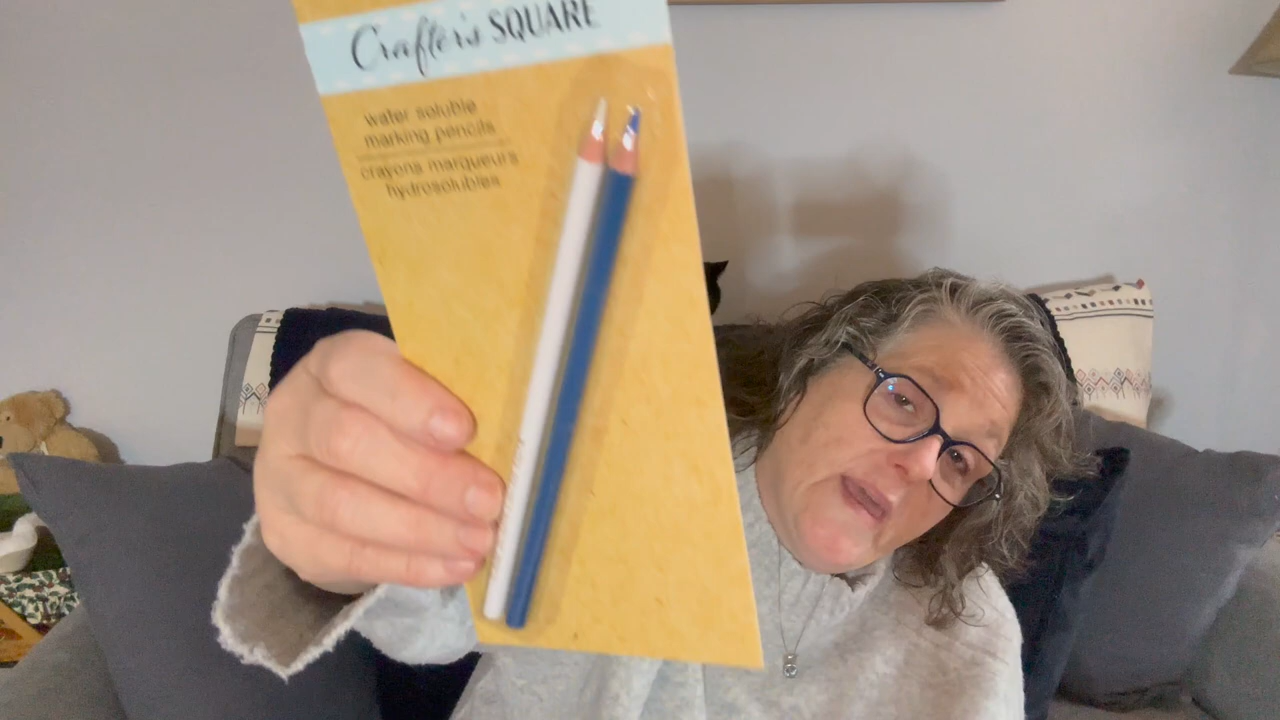 Crafter's SQUARE
water soluble
marking pencils
crayons marqueurs
hydrosolubles